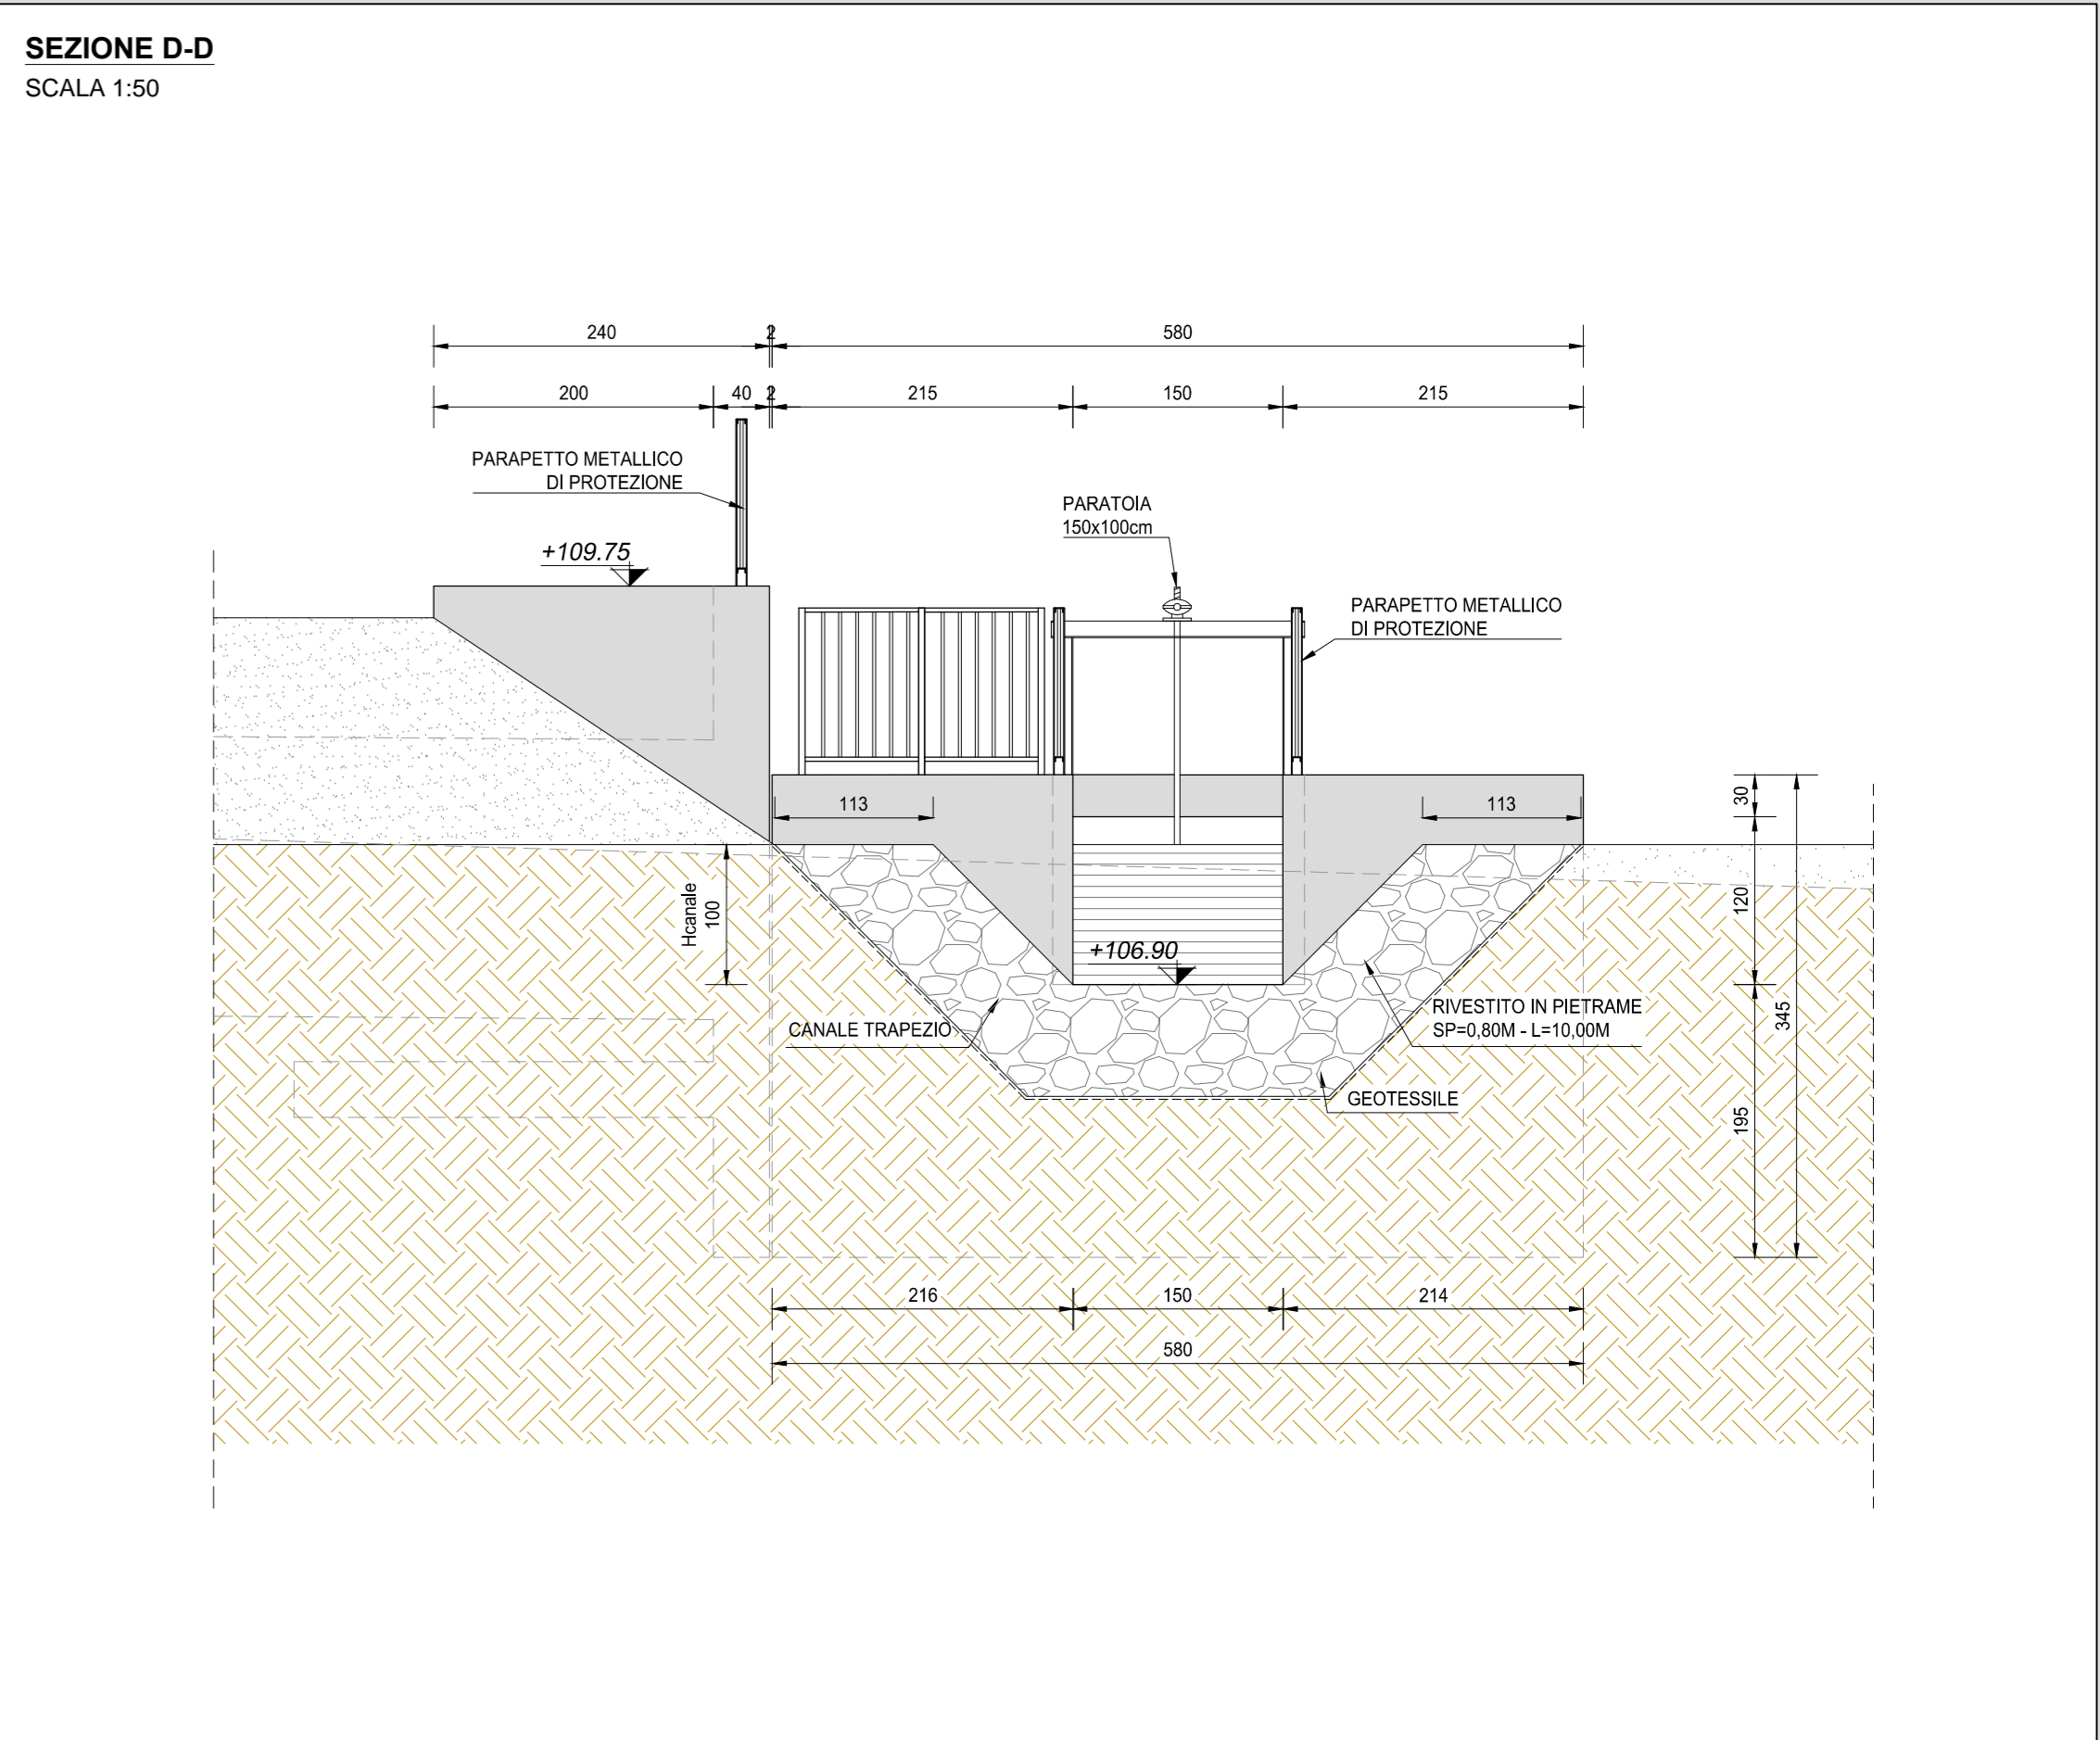 SEZIONE D-D
SCALA 1:50
240
2
580
200
40
2
215
150
215
PARAPETTO METALLICO
DI PROTEZIONE
PARATOIA
150x100cm
+109.75
PARAPETTO METALLICO
DI PROTEZIONE
113
113
30
Hcanale
100
120
+106.90
RIVESTITO IN PIETRAME
SP=0,80M - L=10,00M
345
CANALE TRAPEZIO
GEOTESSILE
195
216
150
214
580